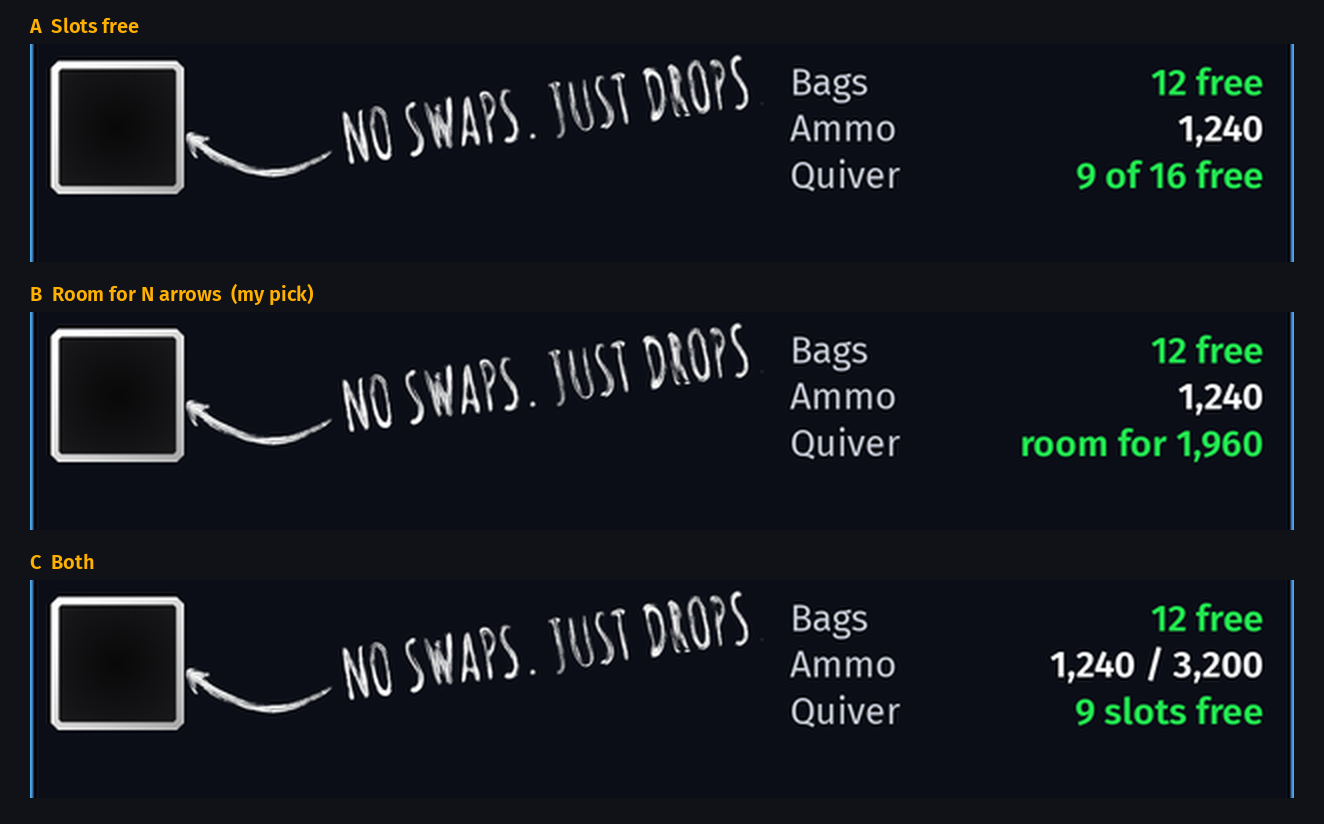 A Slots free
NO SWAPS. JUST DROPS
Bags 12 free
Ammo 1,240
Quiver 9 of 16 free
B Room for N arrows (my pick)
NO SWAPS. JUST DROPS
Bags 12 free
Ammo 1,240
Quiver room for 1,960
C Both
NO SWAPS. JUST DROPS
Bags 12 free
Ammo 1,240 / 3,200
Quiver 9 slots free